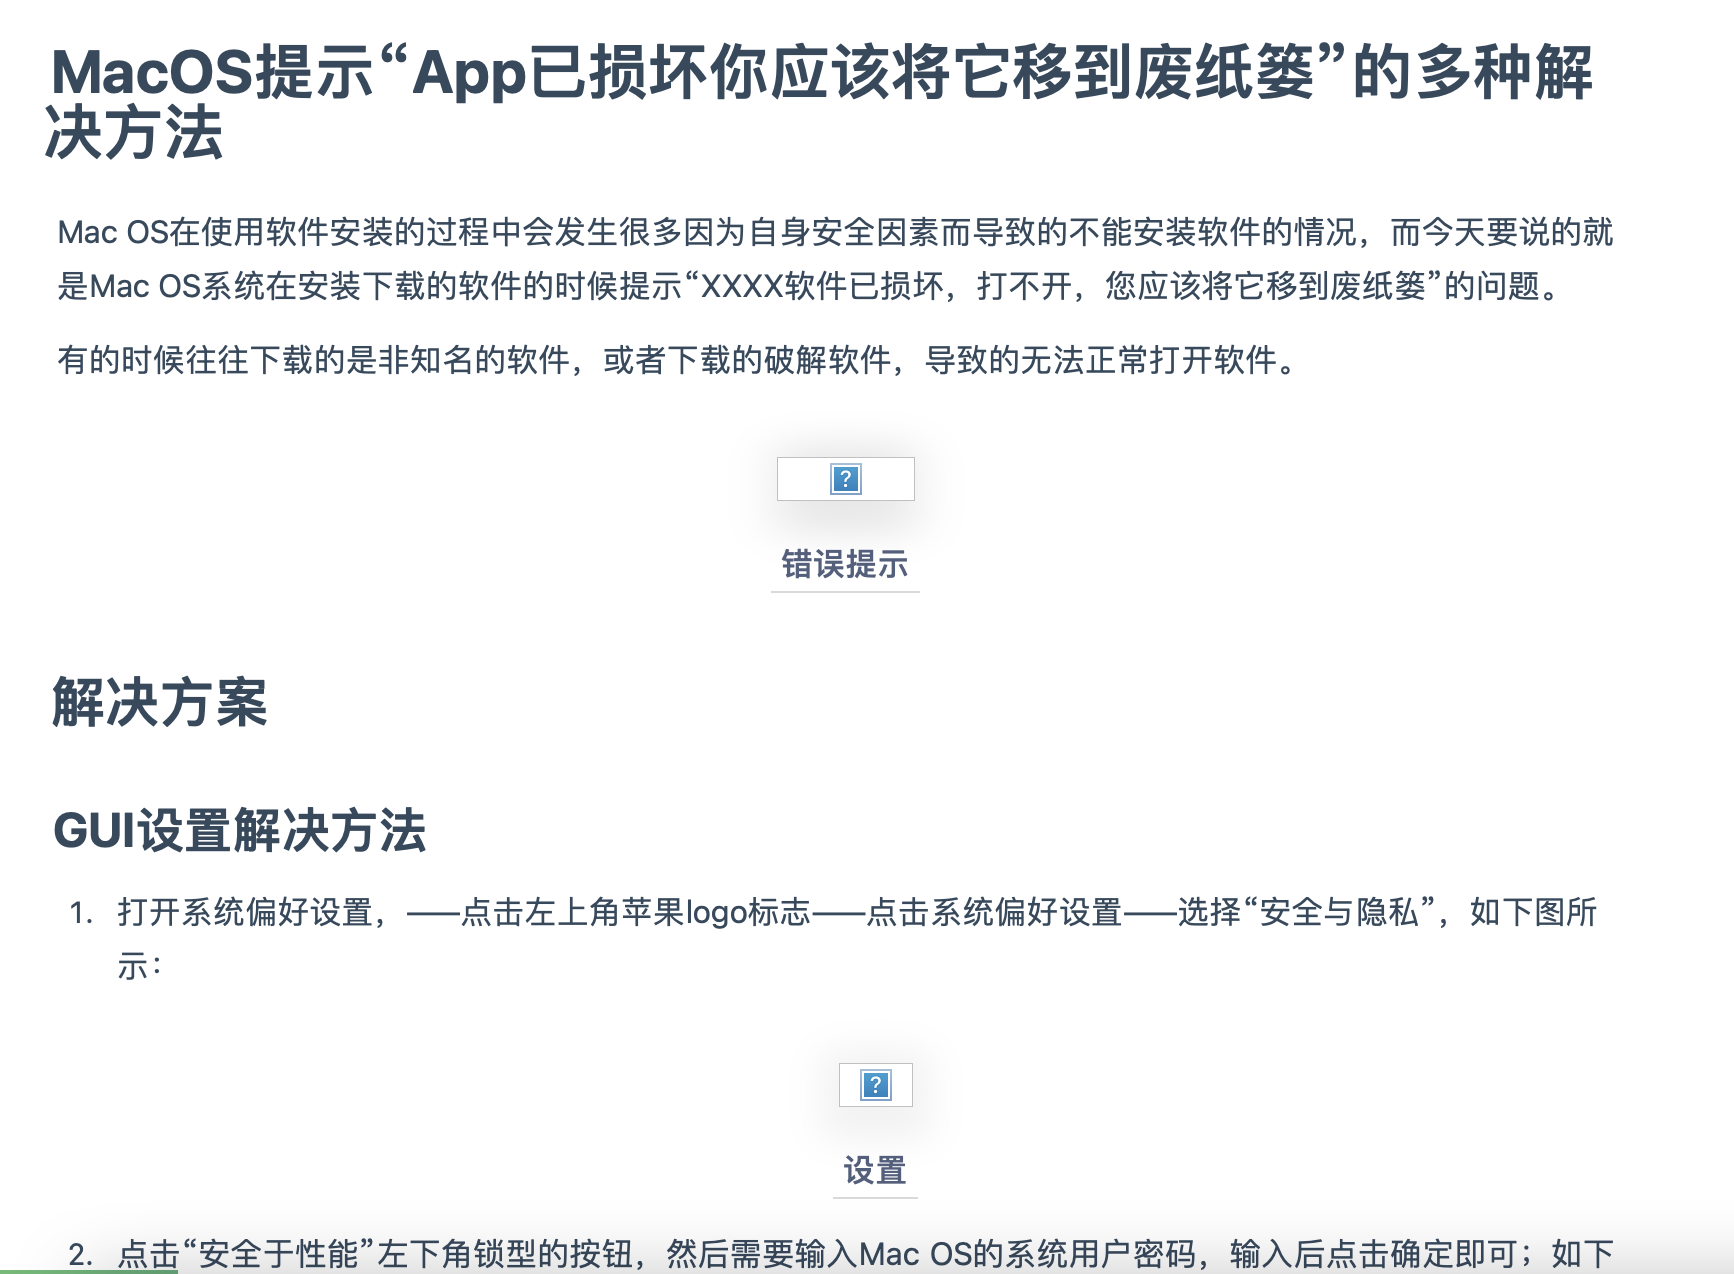 MacOS提示“App已损坏你应该将它移到废纸篓”的多种解
决方法
Mac OS在使用软件安装的过程中会发生很多因为自身安全因素而导致的不能安装软件的情况，而今天要说的就
是Mac OS系统在安装下载的软件的时候提示“XXXX软件已损坏，打不开，您应该将它移到废纸篓”的问题。
有的时候往往下载的是非知名的软件，或者下载的破解软件，导致的无法正常打开软件。
?
错误提示
解决方案
GUI设置解决方法
1. 打开系统偏好设置，——点击左上角苹果logo标志——点击系统偏好设置——选择“安全与隐私”，如下图所
示：
?
设置
2. 点击“安全于性能”左下角锁型的按钮，然后需要输入Mac OS的系统用户密码，输入后点击确定即可；如下